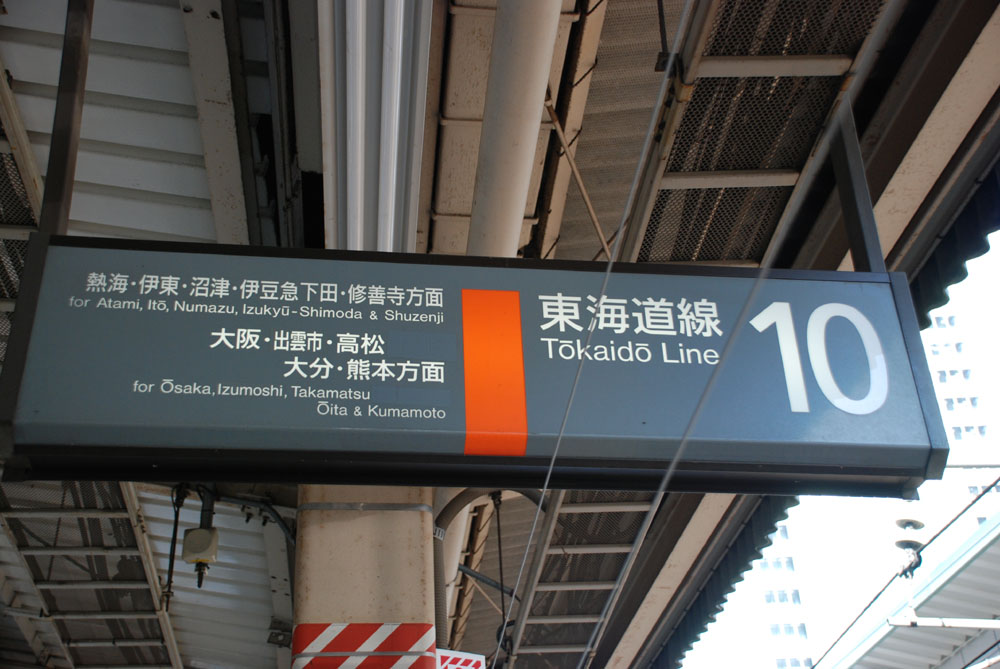 熱海・伊東・沼津・伊豆急下田・修善寺方面
for Atami, Itō, Numazu, Izukyū-Shimoda & Shuzenji
大阪・出雲市・高松
大分・熊本方面
for Ōsaka, Izumoshi, Takamatsu
Ōita & Kumamoto
東海道線
Tōkaidō Line
10